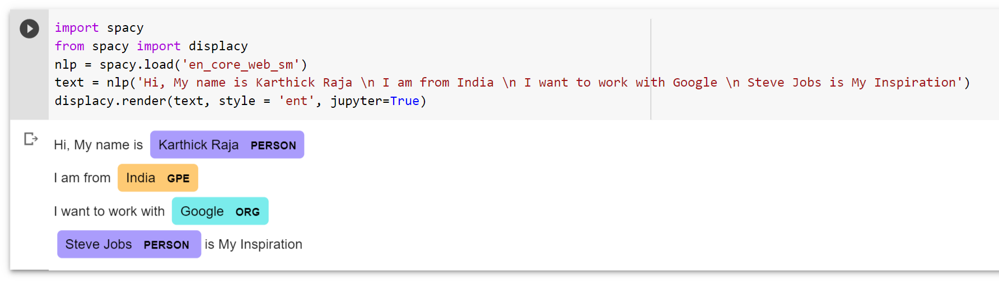 import spacy
from spacy import displacy
nlp = spacy.load('en_core_web_sm')
text = nlp('Hi, My name is Karthick Raja \n I am from India \n I want to work with Google \n Steve Jobs is My Inspiration')
displacy.render(text, style = 'ent', jupyter=True)
Hi, My name is Karthick Raja PERSON
I am from India GPE
I want to work with Google ORG
Steve Jobs PERSON is My Inspiration